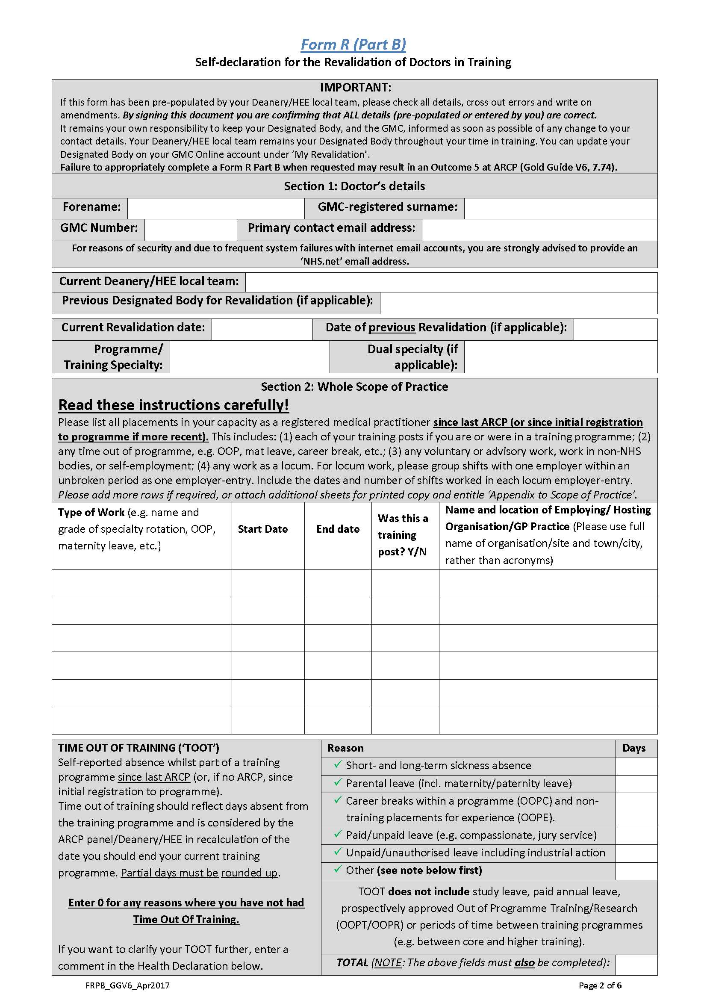 Form R (Part B)
Self-declaration for the Revalidation of Doctors in Training
IMPORTANT:
If this form has been pre-populated by your Deanery/HEE local team, please check all details, cross out errors and write on
amendments. By signing this document you are confirming that ALL details (pre-populated or entered by you) are correct.
It remains your own responsibility to keep your Designated Body, and the GMC, informed as soon as possible of any change to your
contact details. Your Deanery/HEE local team remains your Designated Body throughout your time in training. You can update your
Designated Body on your GMC Online account under ‘My Revalidation’.
Failure to appropriately complete a Form R Part B when requested may result in an Outcome 5 at ARCP (Gold Guide V6, 7.74).
Section 1: Doctor’s details
Forename: GMC-registered surname:
GMC Number: Primary contact email address:
For reasons of security and due to frequent system failures with internet email accounts, you are strongly advised to provide an
‘NHS.net’ email address.
Current Deanery/HEE local team:
Previous Designated Body for Revalidation (if applicable):
Current Revalidation date: Date of previous Revalidation (if applicable):
Programme/
Training Specialty:
Dual specialty (if
applicable):
Section 2: Whole Scope of Practice
Read these instructions carefully!
Please list all placements in your capacity as a registered medical practitioner since last ARCP (or since initial registration
to programme if more recent). This includes: (1) each of your training posts if you are or were in a training programme; (2)
any time out of programme, e.g. OOP, mat leave, career break, etc.; (3) any voluntary or advisory work, work in non-NHS
bodies, or self-employment; (4) any work as a locum. For locum work, please group shifts with one employer within an
unbroken period as one employer-entry. Include the dates and number of shifts worked in each locum employer-entry.
Please add more rows if required, or attach additional sheets for printed copy and entitle ‘Appendix to Scope of Practice’.
Type of Work (e.g. name and
grade of specialty rotation, OOP,
maternity leave, etc.)
Start Date
End date
Was this a
training
post? Y/N
Name and location of Employing/ Hosting
Organisation/GP Practice (Please use full
name of organisation/site and town/city,
rather than acronyms)
TIME OUT OF TRAINING (‘TOOT’)
Self-reported absence whilst part of a training
programme since last ARCP (or, if no ARCP, since
initial registration to programme).
Time out of training should reflect days absent from
the training programme and is considered by the
ARCP panel/Deanery/HEE in recalculation of the
date you should end your current training
programme. Partial days must be rounded up.
Enter 0 for any reasons where you have not had
Time Out Of Training.
If you want to clarify your TOOT further, enter a
comment in the Health Declaration below.
Reason Days
✓ Short- and long-term sickness absence
✓ Parental leave (incl. maternity/paternity leave)
✓ Career breaks within a programme (OOPC) and non-
training placements for experience (OOPE).
✓ Paid/unpaid leave (e.g. compassionate, jury service)
✓ Unpaid/unauthorised leave including industrial action
✓ Other (see note below first)
TOOT does not include study leave, paid annual leave,
prospectively approved Out of Programme Training/Research
(OOPT/OOPR) or periods of time between training programmes
(e.g. between core and higher training).
TOTAL (NOTE: The above fields must also be completed):
FRPB_GGV6_Apr2017 Page 2 of 6